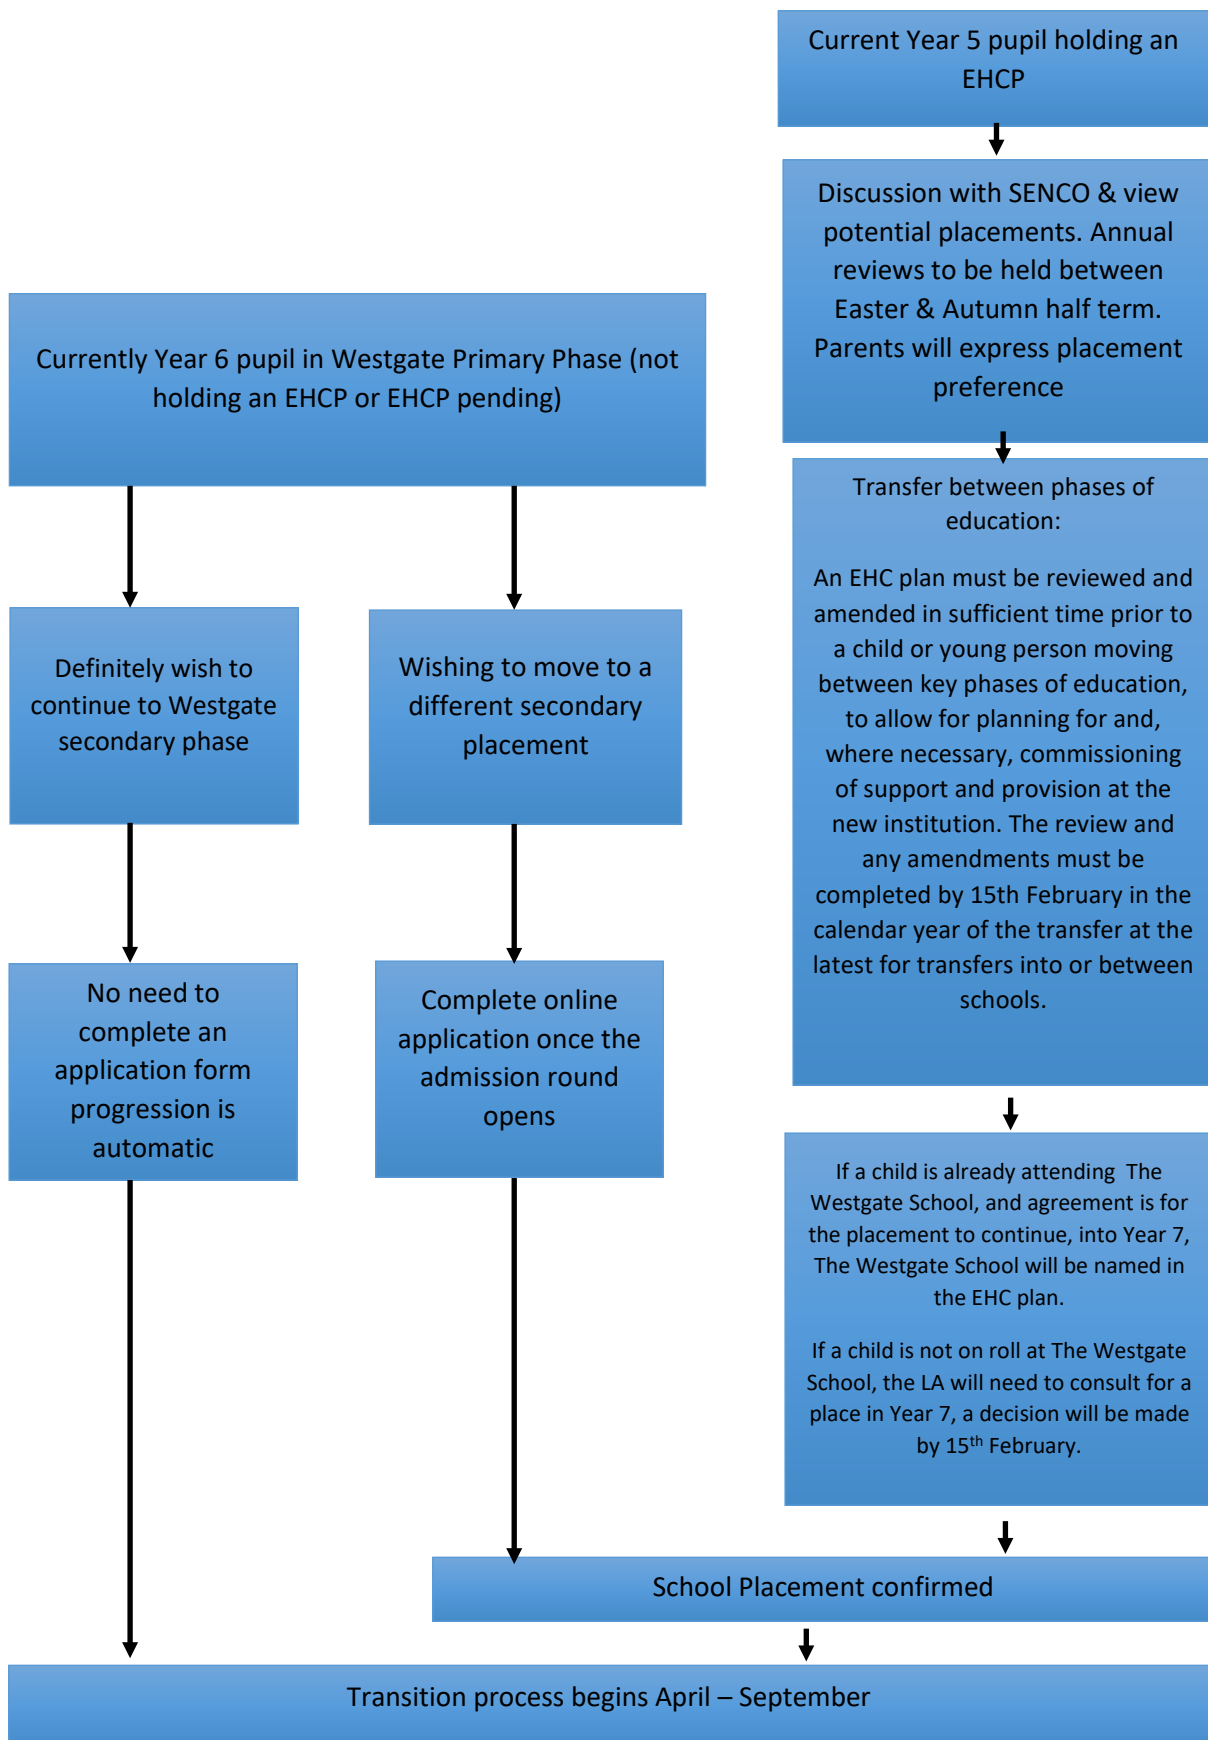 Current Year 5 pupil holding an
EHCP
Discussion with SENCO & view
potential placements. Annual
reviews to be held between
Easter & Autumn half term.
Parents will express placement
preference
Currently Year 6 pupil in Westgate Primary Phase (not
holding an EHCP or EHCP pending)
Transfer between phases of
education:
An EHC plan must be reviewed and
amended in sufficient time prior to
a child or young person moving
between key phases of education,
to allow for planning for and,
where necessary, commissioning
of support and provision at the
new institution. The review and
any amendments must be
completed by 15th February in the
calendar year of the transfer at the
latest for transfers into or between
schools.
Definitely wish to
continue to Westgate
secondary phase
Wishing to move to a
different secondary
placement
No need to
complete an
application form
progression is
automatic
Complete online
application once the
admission round
opens
If a child is already attending  The
Westgate School, and agreement is for
the placement to continue, into Year 7,
The Westgate School will be named in
the EHC plan.
If a child is not on roll at The Westgate
School, the LA will need to consult for a
place in Year 7, a decision will be made
by 15th February.
School Placement confirmed
Transition process begins April – September